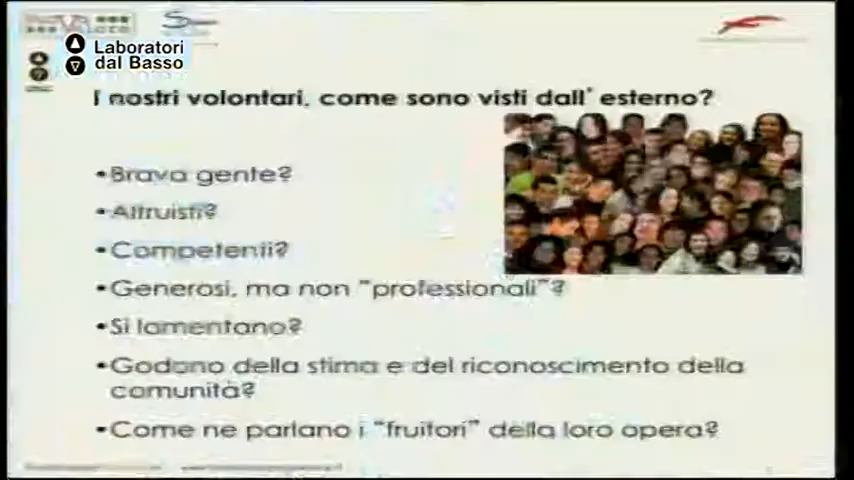 Laboratori
dal Basso
I nostri volontari, come sono visti dall' esterno?
•Brava gente?
•Altruisti?
•Competenti?
•Generosi, ma non "professionali"?
•Si lamentano?
•Godono della stima e del riconoscimento della
comunità?
•Come ne parlano i "fruitori" della loro opera?